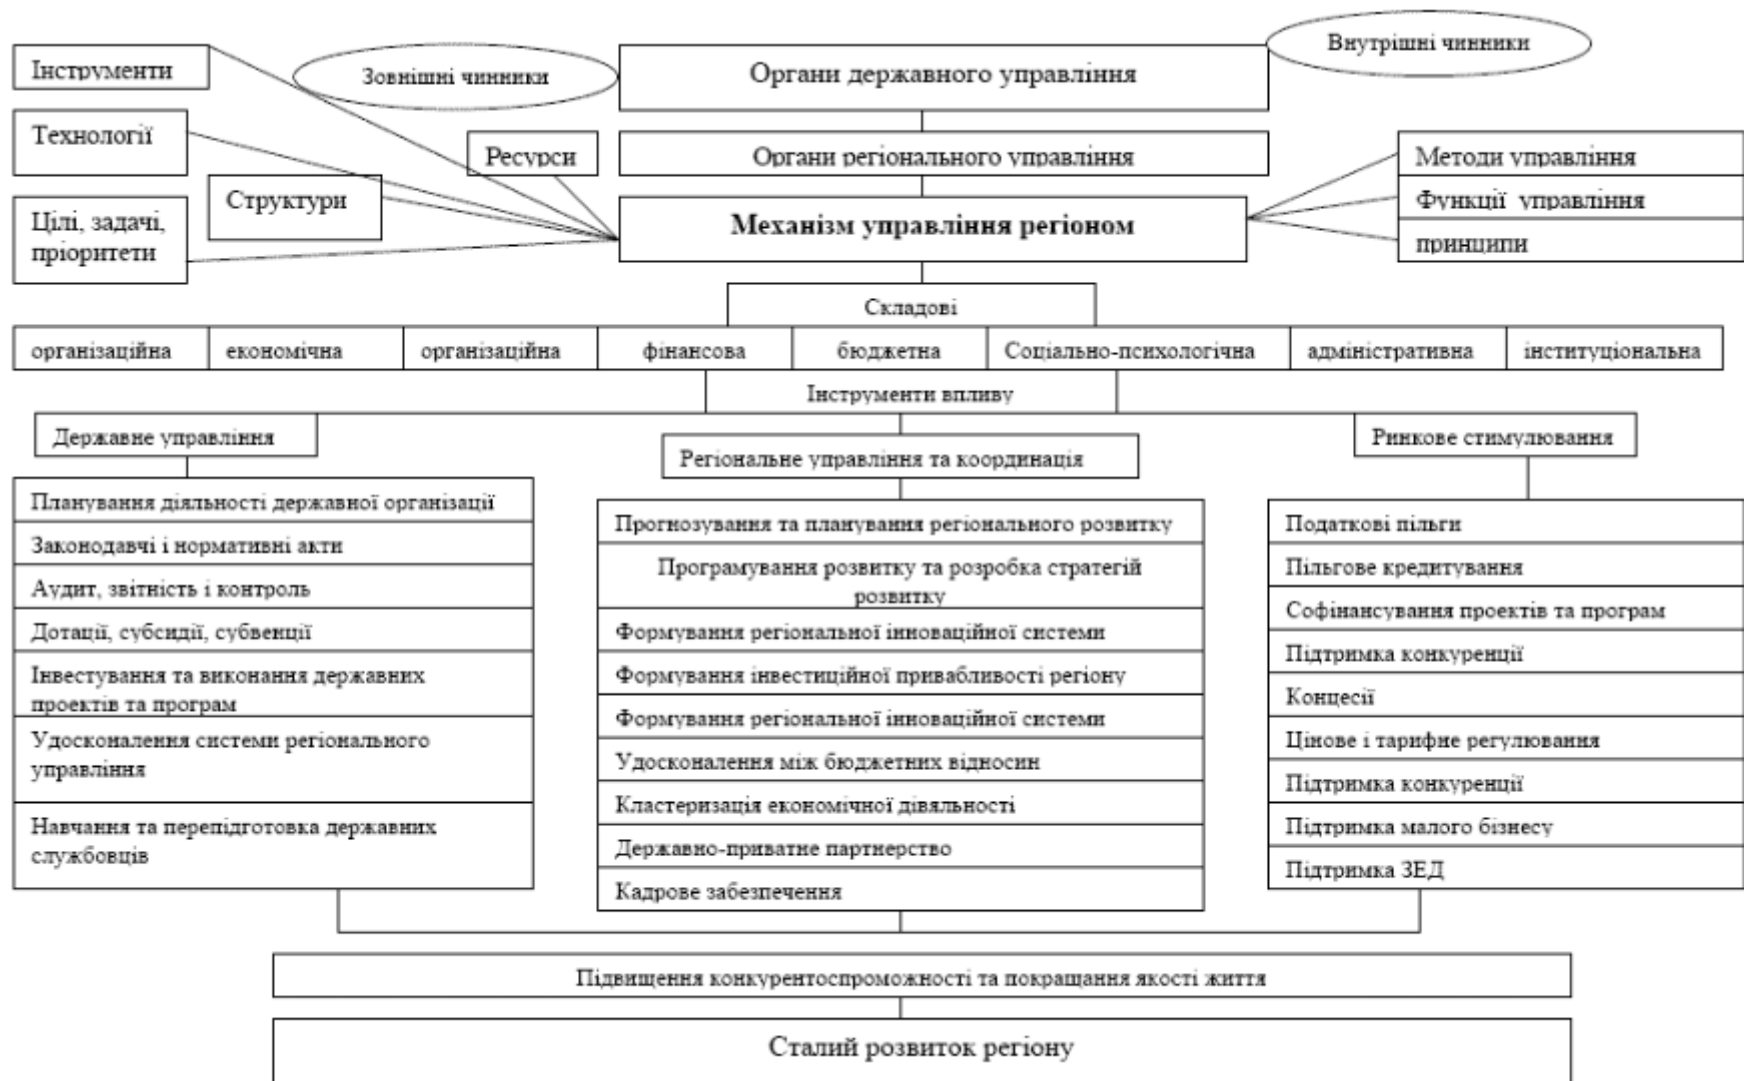 Інструменти
Зовнішні чинники
Органи державного управління
Внутрішні чинники
Технології
Ресурси
Органи регіонального управління
Методи управління
Структури
Функції управління
Цілі, задачі,
пріоритети
Механізм управління регіоном
принципи
Складові
організаційна
економічна
організаційна
фінансова
бюджетна
Соціально-психологічна
адміністративна
інституціональна
Інструменти впливу
Державне управління
Регіональне управління та координація
Ринкове стимулювання
Планування діяльності державної організації
Законодавчі і нормативні акти
Аудит, звітність і контроль
Дотації, субсидії, субвенції
Інвестування та виконання державних
проектів та програм
Удосконалення системи регіонального
управління
Навчання та перепідготовка державних
службовців
Прогнозування та планування регіонального розвитку
Програмування розвитку та розробка стратегій
розвитку
Формування регіональної інноваційної системи
Формування інвестиційної привабливості регіону
Формування регіональної інноваційної системи
Удосконалення між бюджетних відносин
Кластеризація економічної дівяльності
Державно-приватне партнерство
Кадрове забезпечення
Податкові пільги
Пільгове кредитування
Софінансування проектів та програм
Підтримка конкуренції
Концесії
Цінове і тарифне регулювання
Підтримка конкуренції
Підтримка малого бізнесу
Підтримка ЗЕД
Підвищення конкурентоспроможності та покращання якості життя
Сталий розвиток регіону